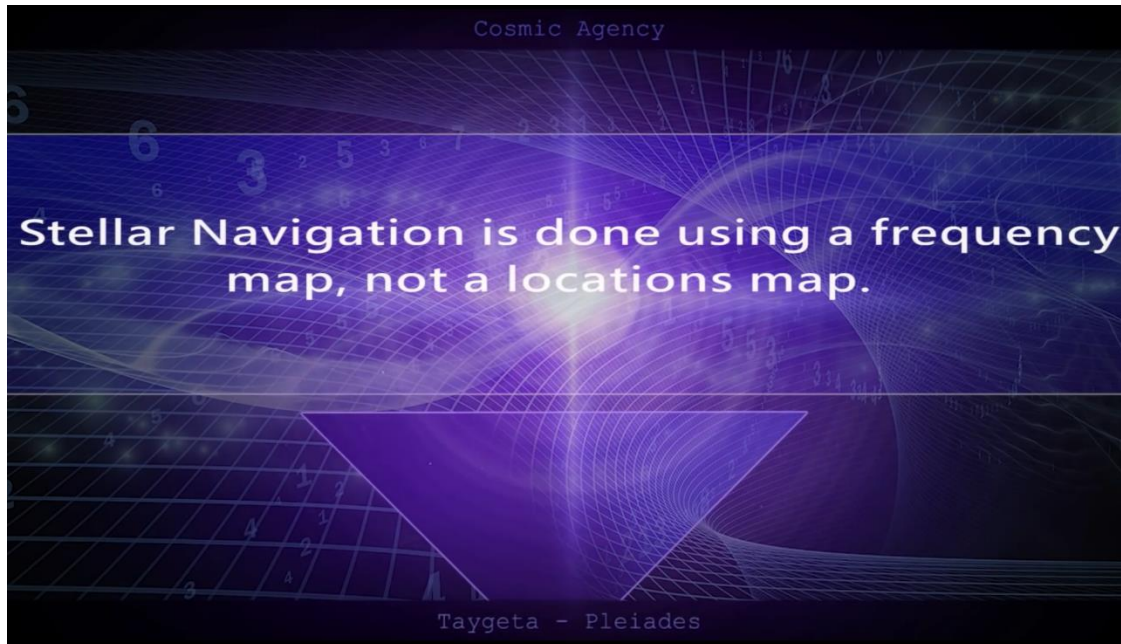 Cosmic Agency
Stellar Navigation is done using a frequency
map, not a locations map.
Taygeta - Pleiades